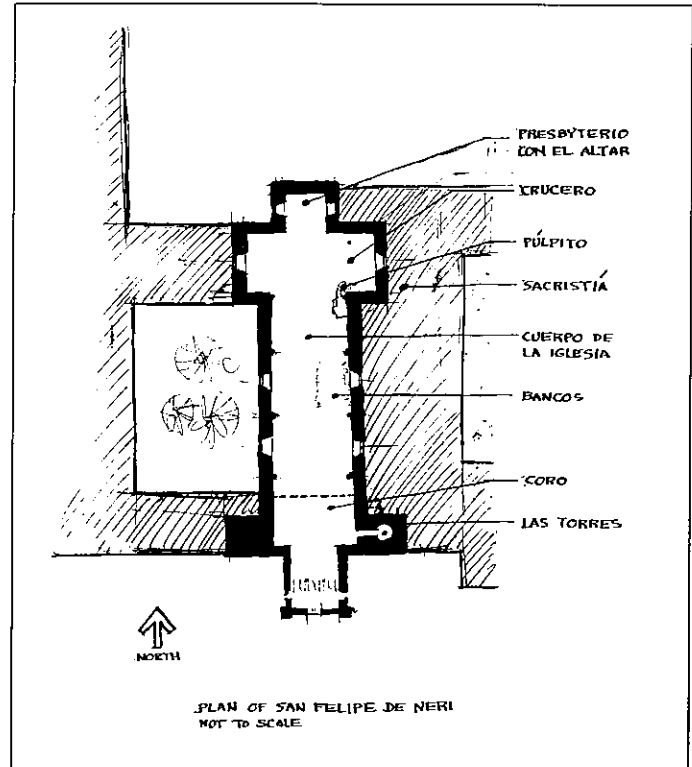 PRESBYTERIO
CON EL ALTAR
CRUCERO
PÚLPITO
SACRISTÍA
CUERPO DE
LA IGLESIA
BANCOS
CORO
LAS TORRES
NORTH
PLAN OF SAN FELIPE DE NERI
NOT TO SCALE